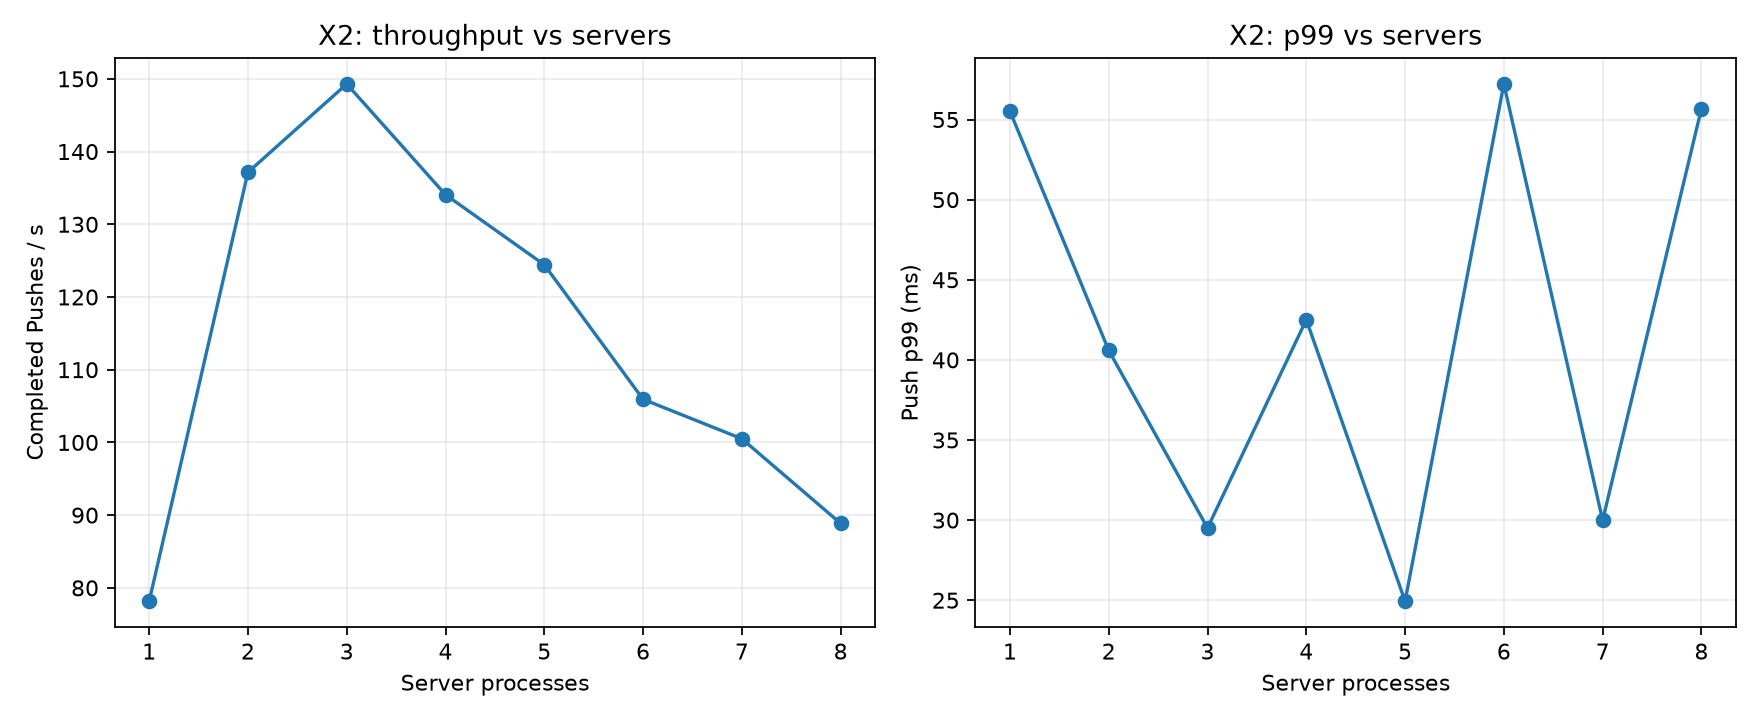 X2: throughput vs servers
150
140
130
120
110
100
90
80
Completed Pushes / s
1 2 3 4 5 6 7 8
Server processes
X2: p99 vs servers
55
50
45
40
35
30
25
Push p99 (ms)
1 2 3 4 5 6 7 8
Server processes